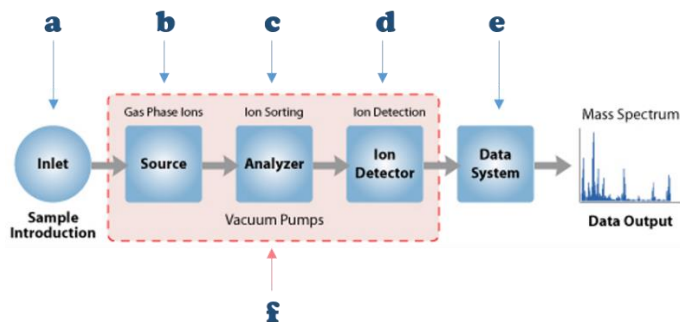 a b c d e
Gas Phase Ions Ion Sorting Ion Detection
Mass Spectrum
Inlet
Source
Analyzer
Ion
Detector
Data
System
Sample
Introduction
Vacuum Pumps
Data Output
f